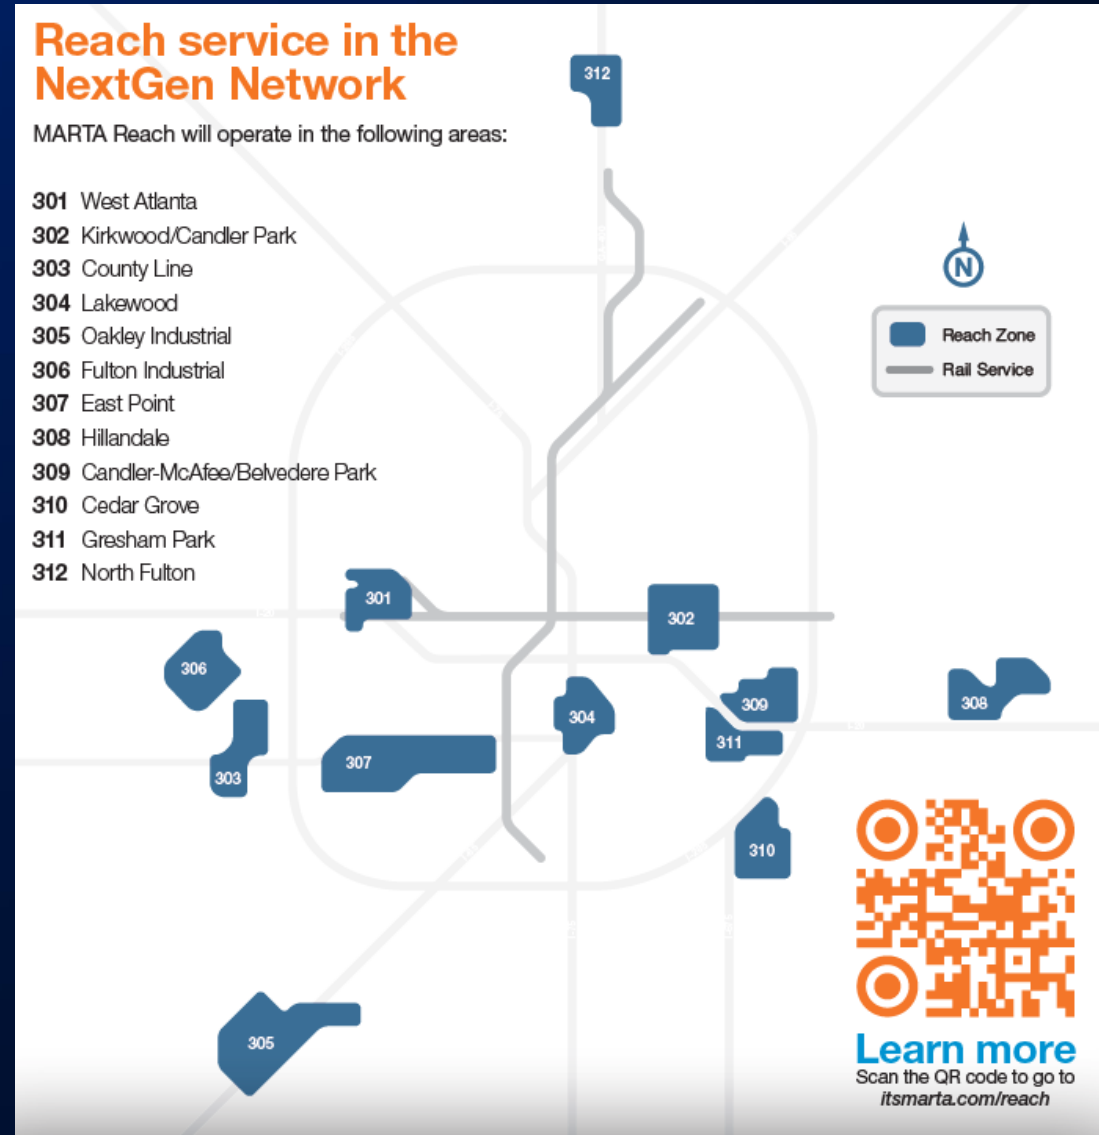 Reach service in the
NextGen Network
MARTA Reach will operate in the following areas:
301 West Atlanta
302 Kirkwood/Candler Park
303 County Line
304 Lakewood
305 Oakley Industrial
306 Fulton Industrial
307 East Point
308 Hillandale
309 Candler-McAfee/Belvedere Park
310 Cedar Grove
311 Gresham Park
312 North Fulton
312
N
Reach Zone
Rail Service
301
302
306
309
308
304
311
307
303
310
305
Learn more
Scan the QR code to go to
itsmarta.com/reach